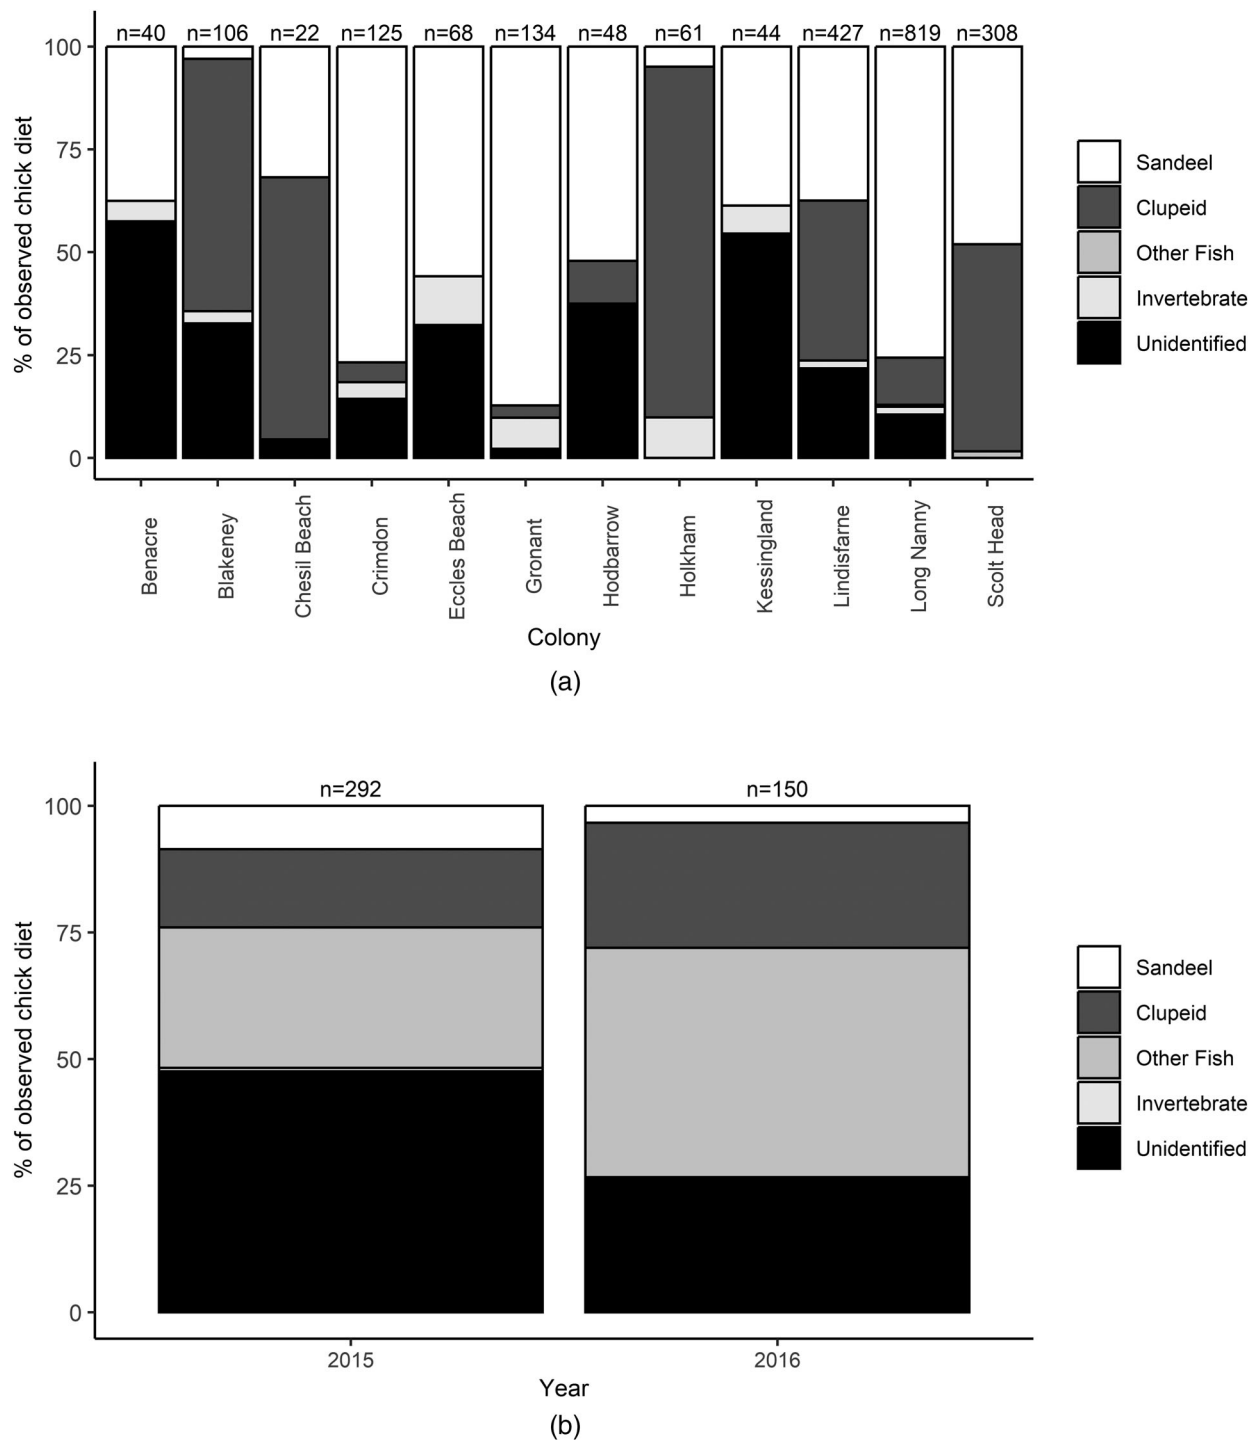 n=40 n=106 n=22 n=125 n=68 n=134 n=48 n=61 n=44 n=427 n=819 n=308
100
75
50
25
0
% of observed chick diet
Sandeel
Clupeid
Other Fish
Invertebrate
Unidentified
Benacre
Blakeney
Chesil Beach
Crimdon
Eccles Beach
Gronant
Hodbarrow
Holkham
Kessingland
Lindisfarne
Long Nanny
Scolt Head
Colony
(a)
n=292 n=150
100
75
50
25
0
% of observed chick diet
Sandeel
Clupeid
Other Fish
Invertebrate
Unidentified
2015 2016
Year
(b)